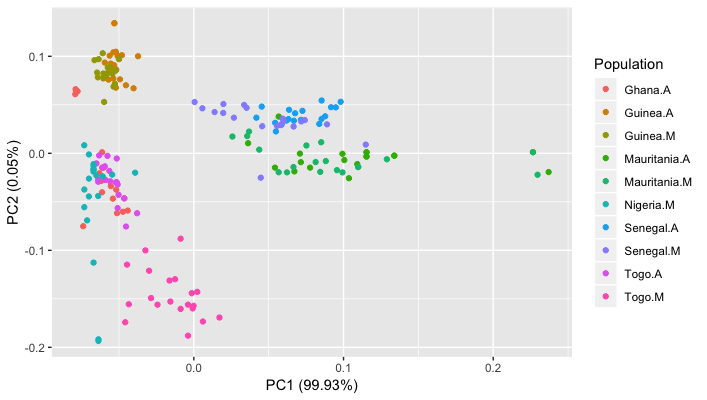 0.1
0.0
-0.1
-0.2
PC2 (0.05%)
0.0
0.1
0.2
PC1 (99.93%)
Population
Ghana.A
Guinea.A
Guinea.M
Mauritania.A
Mauritania.M
Nigeria.M
Senegal.A
Senegal.M
Togo.A
Togo.M